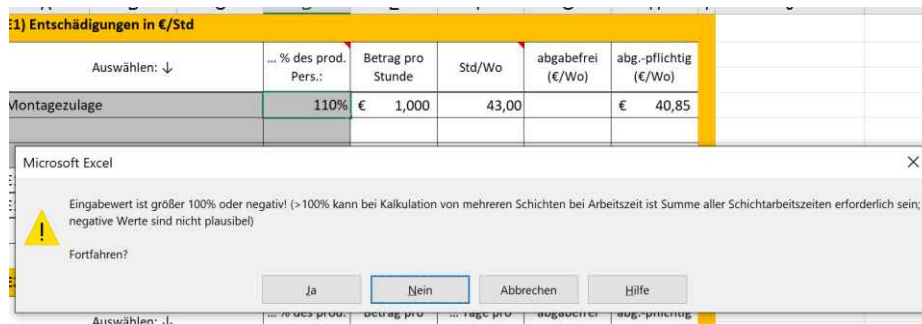 E1) Entschädigungen in €/Std
Auswählen: ↓
... % des prod. Pers.:
Betrag pro Stunde
Std/Wo
abgabefrei (€/Wo)
abg.-pflichtig (€/Wo)
Montagezulage 110% € 1,000 43,00 € 40,85
Microsoft Excel
Eingabewert ist größer 100% oder negativ! (>100% kann bei Kalkulation von mehreren Schichten bei Arbeitszeit ist Summe aller Schichtarbeitszeiten erforderlich sein;
negative Werte sind nicht plausibel)
Fortfahren?
Ja Nein Abbrechen Hilfe
Auswählen: ↓ ... % des prod. Betrag pro ... Tage pro abgabefrei abg.-pflichtig